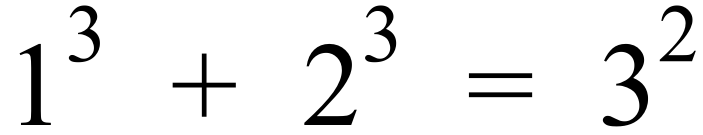 1³ + 2³ = 3²